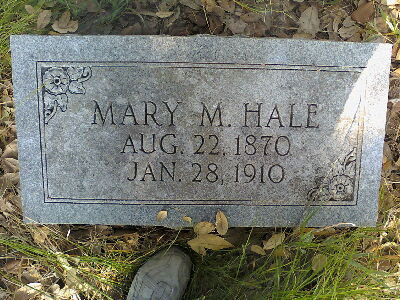 MARY M. HALE
AUG. 22, 1870
JAN. 28, 1910